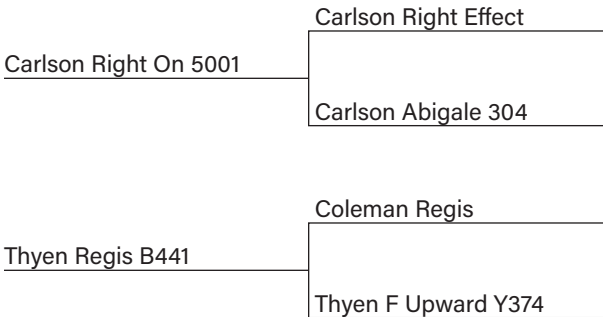 Carlson Right Effect
Carlson Right On 5001
Carlson Abigale 304
Coleman Regis
Thyen Regis B441
Thyen F Upward Y374